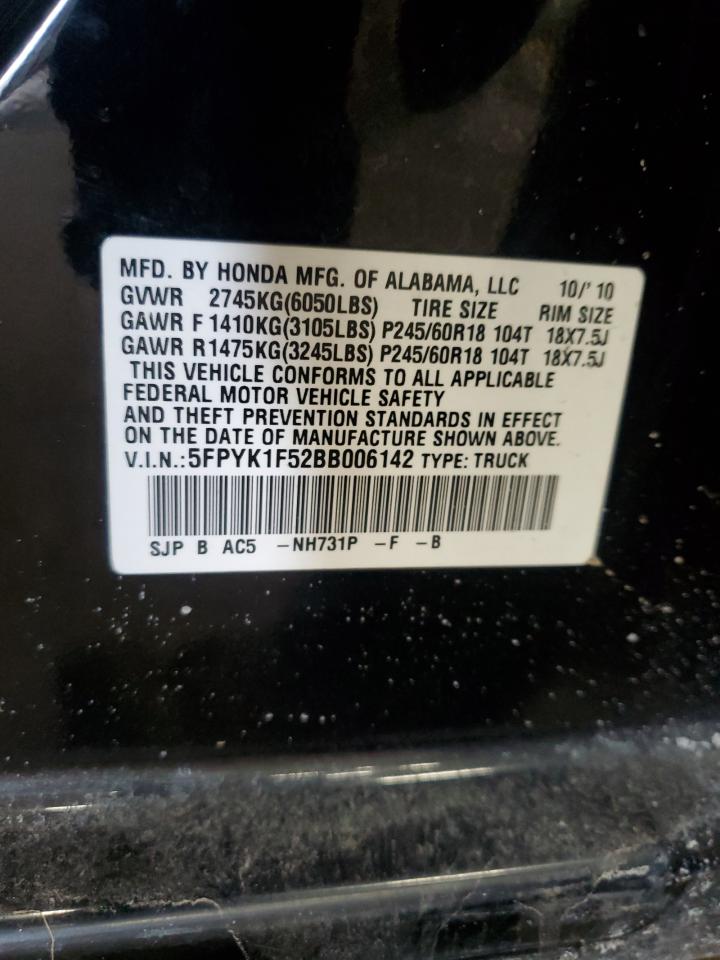 MFD. BY HONDA MFG. OF ALABAMA, LLC 10/'10
GVWR 2745KG(6050LBS) TIRE SIZE RIM SIZE
GAWR F 1410KG(3105LBS) P245/60R18 104T 18X7.5J
GAWR R 1475KG(3245LBS) P245/60R18 104T 18X7.5J
THIS VEHICLE CONFORMS TO ALL APPLICABLE
FEDERAL MOTOR VEHICLE SAFETY
AND THEFT PREVENTION STANDARDS IN EFFECT
ON THE DATE OF MANUFACTURE SHOWN ABOVE.
V.I.N.:5FPYK1F52BB006142 TYPE: TRUCK
SJP B AC5 -NH731P -F -B